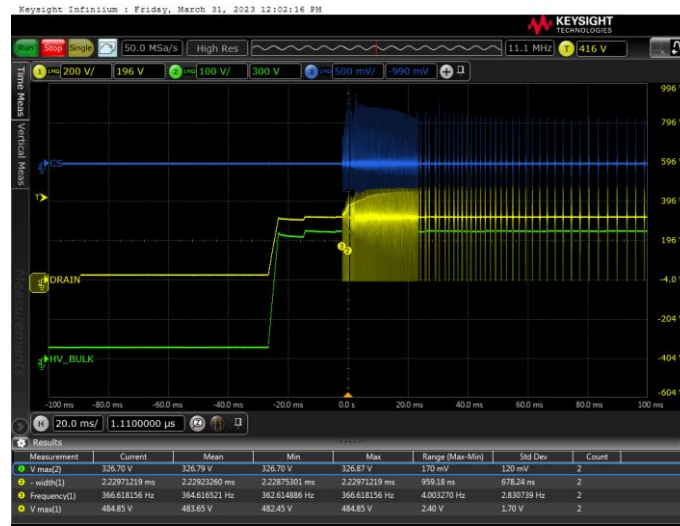 Keysight Infiniium : Friday, March 31, 2023 12:02:16 PM
KEYSIGHT
TECHNOLOGIES
Run Stop Single 50.0 MSa/s High Res 11.1 MHz T 416 V
1 1MΩ 200 V/ 196 V 2 1MΩ 100 V/ 300 V 3 1MΩ 500 mV/ -990 mV
Time Meas
Vertical Meas
Measurements
996
796
CS
596
T
396
196
3
2
DRAIN
-4.0
-204
HV_BULK
-404
-604
-100 ms -80.0 ms -60.0 ms -40.0 ms -20.0 ms 0.0 s 20.0 ms 40.0 ms 60.0 ms 80.0 ms 100 ms
H 20.0 ms/ 1.1100000 µs
Results
Measurement Current Mean Min Max Range (Max-Min) Std Dev Count
V max(2) 326.70 V 326.79 V 326.70 V 326.87 V 170 mV 120 mV 2
- width(1) 2.22971219 ms 2.22923260 ms 2.22875301 ms 2.22971219 ms 959.18 ns 678.24 ns 2
Frequency(1) 366.618156 Hz 364.616521 Hz 362.614886 Hz 366.618156 Hz 4.003270 Hz 2.830739 Hz 2
V max(1) 484.85 V 483.65 V 482.45 V 484.85 V 2.40 V 1.70 V 2